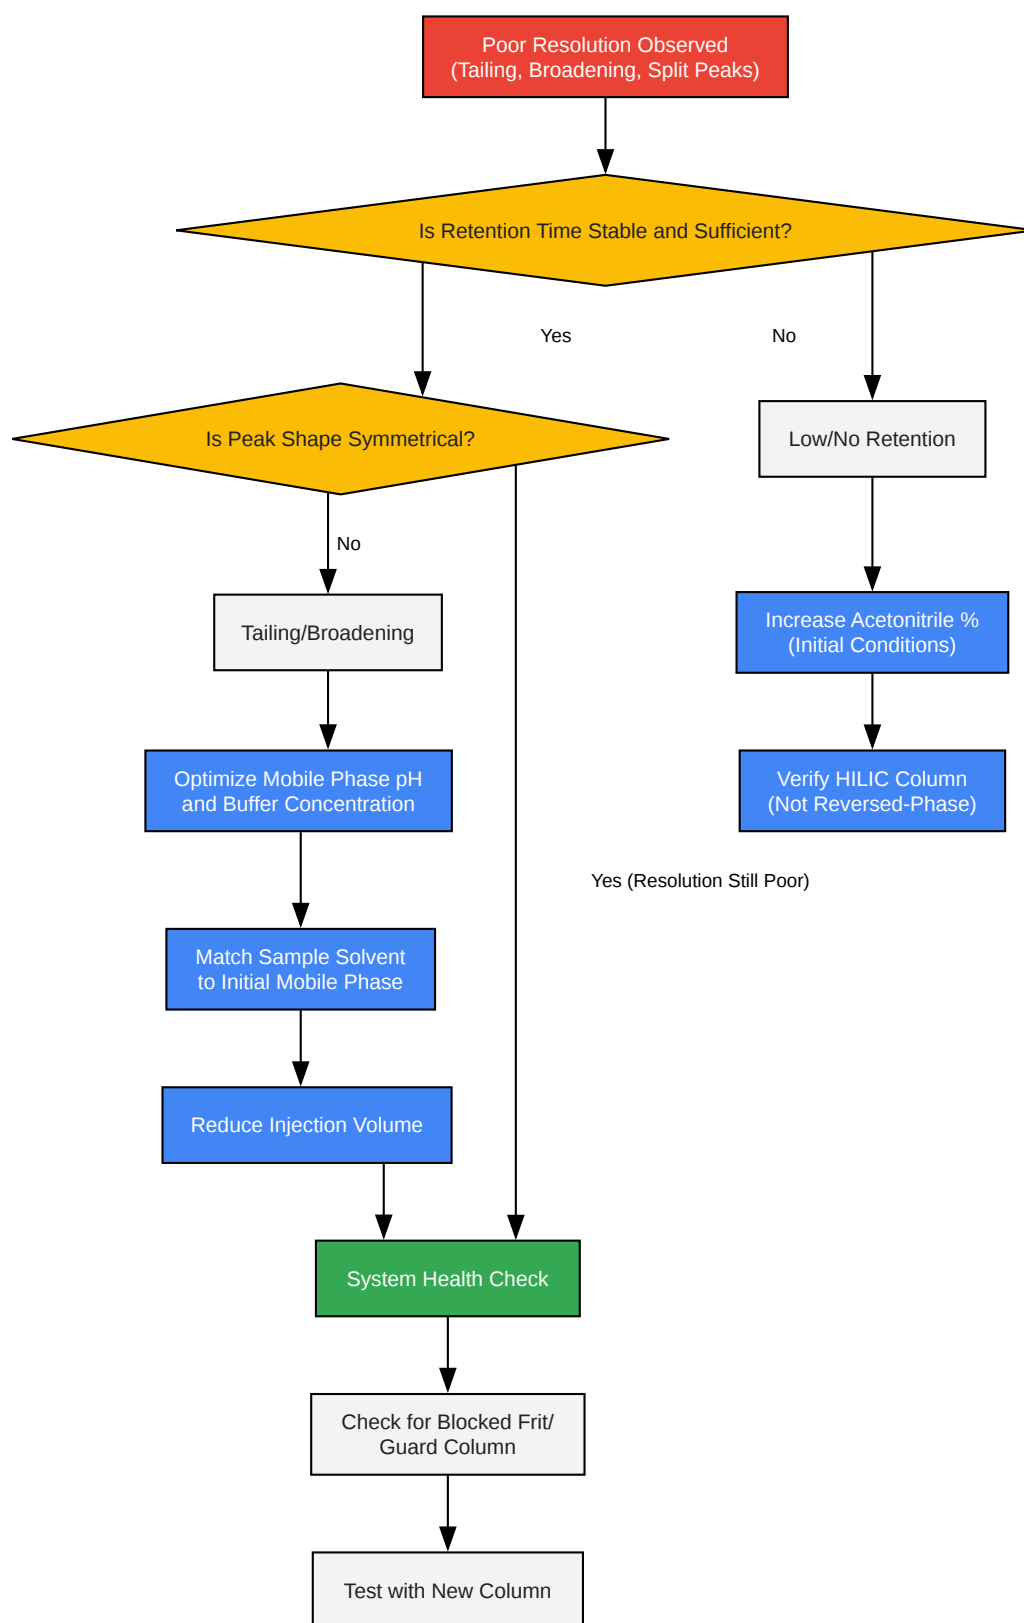 Poor Resolution Observed
(Tailing, Broadening, Split Peaks)
Is Retention Time Stable and Sufficient?
Yes
No
Is Peak Shape Symmetrical?
Low/No Retention
No
Tailing/Broadening
Increase Acetonitrile %
(Initial Conditions)
Optimize Mobile Phase pH
and Buffer Concentration
Verify HILIC Column
(Not Reversed-Phase)
Yes (Resolution Still Poor)
Match Sample Solvent
to Initial Mobile Phase
Reduce Injection Volume
System Health Check
Check for Blocked Frit/
Guard Column
Test with New Column